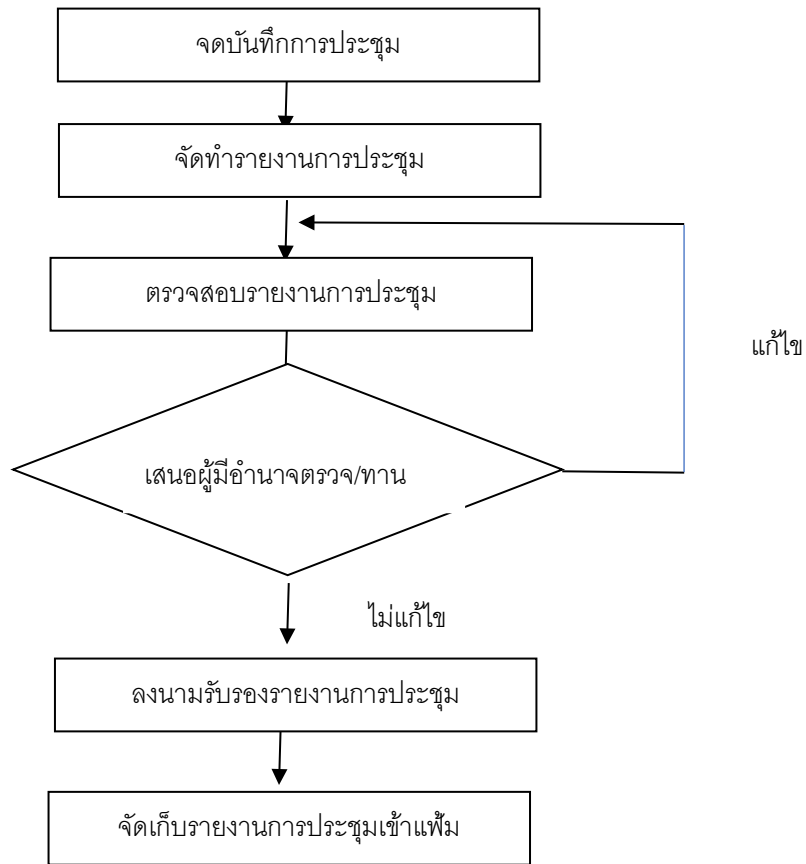 จดบันทึกการประชุม
จัดทำรายงานการประชุม
ตรวจสอบรายงานการประชุม
แก้ไข
เสนอผู้มีอำนาจตรวจ/ทาน
ไม่แก้ไข
ลงนามรับรองรายงานการประชุม
จัดเก็บรายงานการประชุมเข้าแฟ้ม